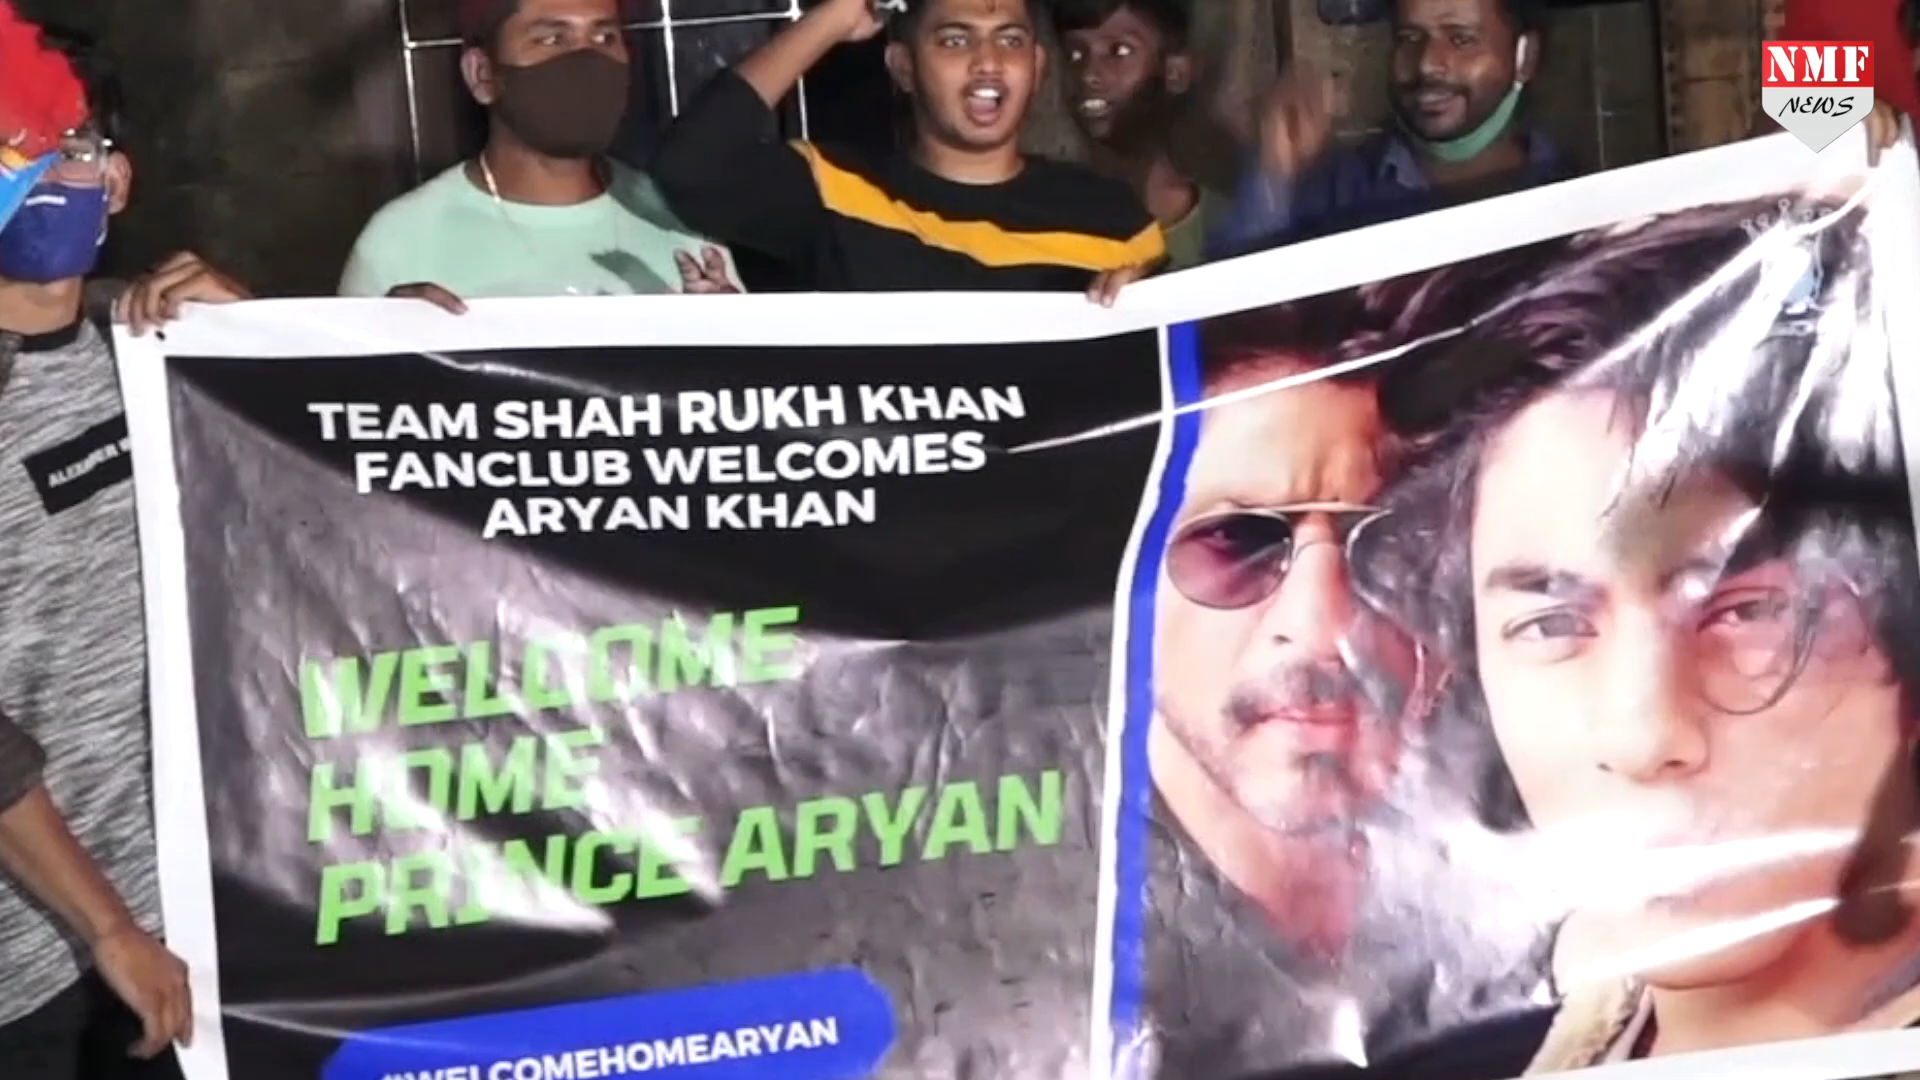 NMF
NEWS
TEAM SHAH RUKH KHAN
FANCLUB WELCOMES
ARYAN KHAN
WELCOME
HOME
PRINCE ARYAN
#WELCOMEHOMEARYAN